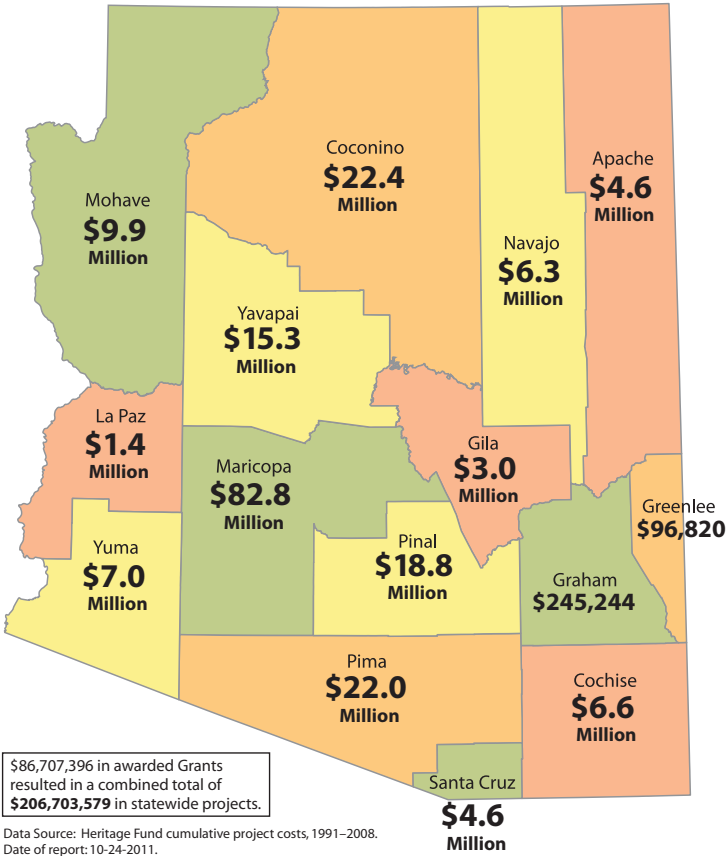 Coconino
$22.4
Million
Apache
$4.6
Million
Mohave
$9.9
Million
Navajo
$6.3
Million
Yavapai
$15.3
Million
La Paz
$1.4
Million
Gila
$3.0
Million
Maricopa
$82.8
Million
Greenlee
$96,820
Yuma
$7.0
Million
Pinal
$18.8
Million
Graham
$245,244
Pima
$22.0
Million
Cochise
$6.6
Million
Santa Cruz
$4.6
Million
$86,707,396 in awarded Grants
resulted in a combined total of
$206,703,579 in statewide projects.
Data Source: Heritage Fund cumulative project costs, 1991–2008.
Date of report: 10-24-2011.